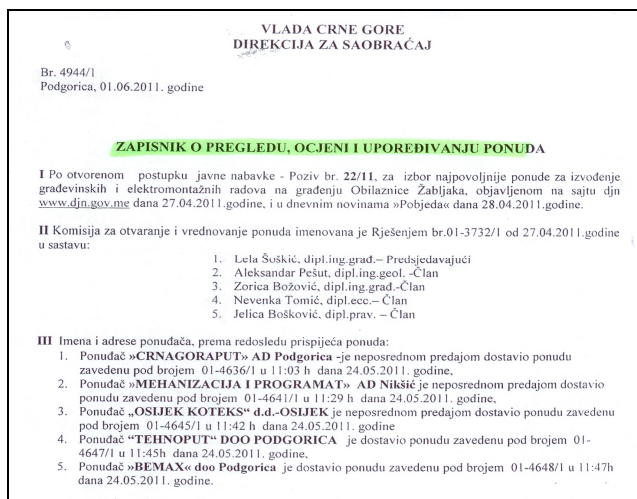 VLADA CRNE GORE
DIREKCIJA ZA SAOBRAĆAJ
Br. 4944/1
Podgorica, 01.06.2011. godine
ZAPISNIK O PREGLEDU, OCJENI I UPOREĐIVANJU PONUDA
I Po otvorenom postupku javne nabavke - Poziv br. 22/11, za izbor najpovoljnije ponude za izvođenje
građevinskih i elektromontažnih radova na građenju Obilaznice Žabljaka, objavljenom na sajtu djn
www.djn.gov.me dana 27.04.2011.godine, i u dnevnim novinama »Pobjeda« dana 28.04.2011.godine.
II Komisija za otvaranje i vrednovanje ponuda imenovana je Rješenjem br.01-3732/1 od 27.04.2011.godine
u sastavu:
1. Lela Šoškić, dipl.ing.građ.– Predsjedavajući
2. Aleksandar Pešut, dipl.ing.geol. -Član
3. Zorica Božović, dipl.ing.građ.-Član
4. Nevenka Tomić, dipl.ecc.– Član
5. Jelica Bošković, dipl.prav. – Član
III Imena i adrese ponuđača, prema redosledu prispijeća ponuda:
1. Ponuđač »CRNAGORAPUT» AD Podgorica -je neposrednom predajom dostavio ponudu
zavedenu pod brojem 01-4636/1 u 11:03 h dana 24.05.2011. godine,
2. Ponuđač »MEHANIZACIJA I PROGRAMAT» AD Nikšić je neposrednom predajom dostavio
ponudu zavedenu pod brojem 01-4641/1 u 11:29 h dana 24.05.2011. godine,
3. Ponuđač „OSIJEK KOTEKS“ d.d.-OSIJEK je neposrednom predajom dostavio ponudu zavedenu
pod brojem 01-4645/1 u 11:42 h dana 24.05.2011. godine
4. Ponuđač "TEHNOPUT" DOO PODGORICA je dostavio ponudu zavedenu pod brojem 01-
4647/1 u 11:45h dana 24.05.2011. godine,
5. Ponuđač »BEMAX« doo Podgorica je dostavio ponudu zavedenu pod brojem 01-4648/1 u 11:47h
dana 24.05.2011. godine.